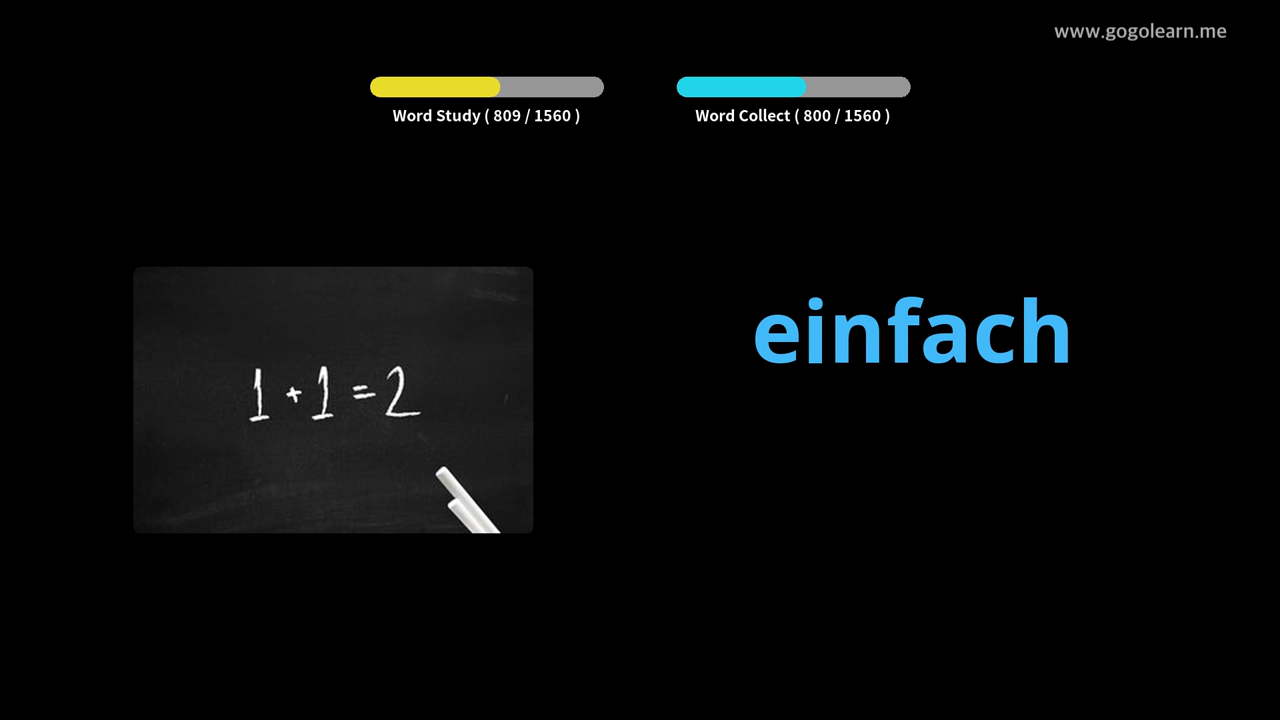 www.gogolearn.me
Word Study ( 809 / 1560 )
Word Collect ( 800 / 1560 )
einfach
1 + 1 = 2